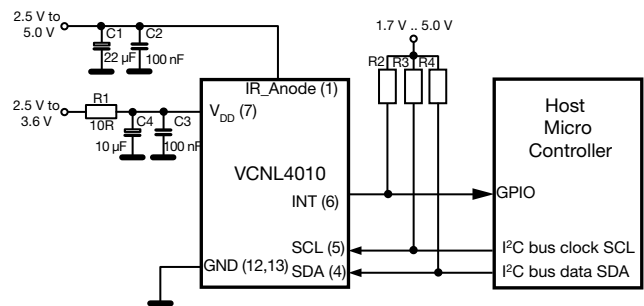 2.5 V to
5.0 V
C1
C2
22 μF
100 nF
1.7 V .. 5.0 V
R2
R3
R4
IR_Anode (1)
2.5 V to
3.6 V
R1
10R
C4
C3
10 μF
100 nF
VDD (7)
VCNL4010
INT (6)
SCL (5)
SDA (4)
GND (12,13)
Host
Micro
Controller
GPIO
I²C bus clock SCL
I²C bus data SDA